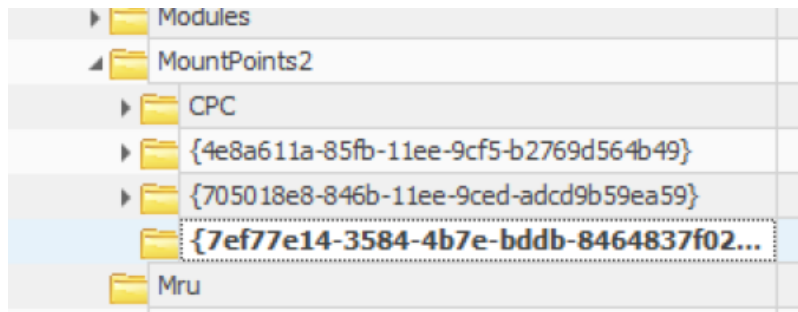 Modules
MountPoints2
CPC
{4e8a611a-85fb-11ee-9cf5-b2769d564b49}
{705018e8-846b-11ee-9ced-adcd9b59ea59}
{7ef77e14-3584-4b7e-bddb-8464837f02...
Mru